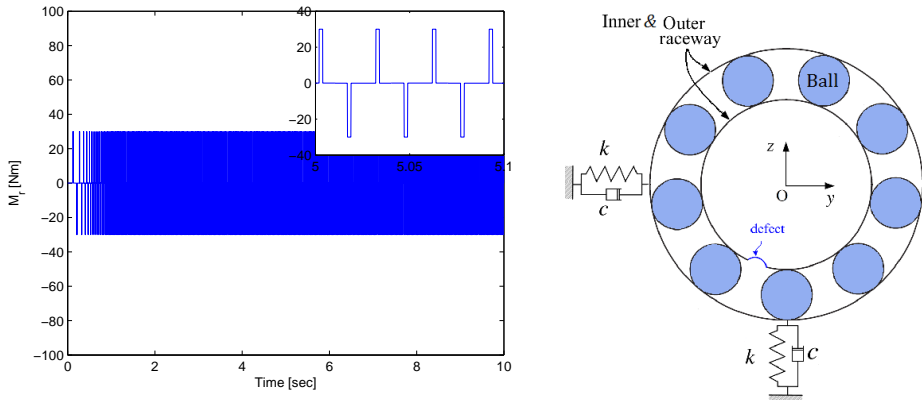 100
80
60
40
20
0
−20
−40
−60
−80
−100
M_r [Nm]
0 2 4 6 8 10
Time [sec]
40
20
0
−20
−40
5 5.05 5.1
Inner & Outer
raceway
Ball
k
c
z
O y
defect
k c